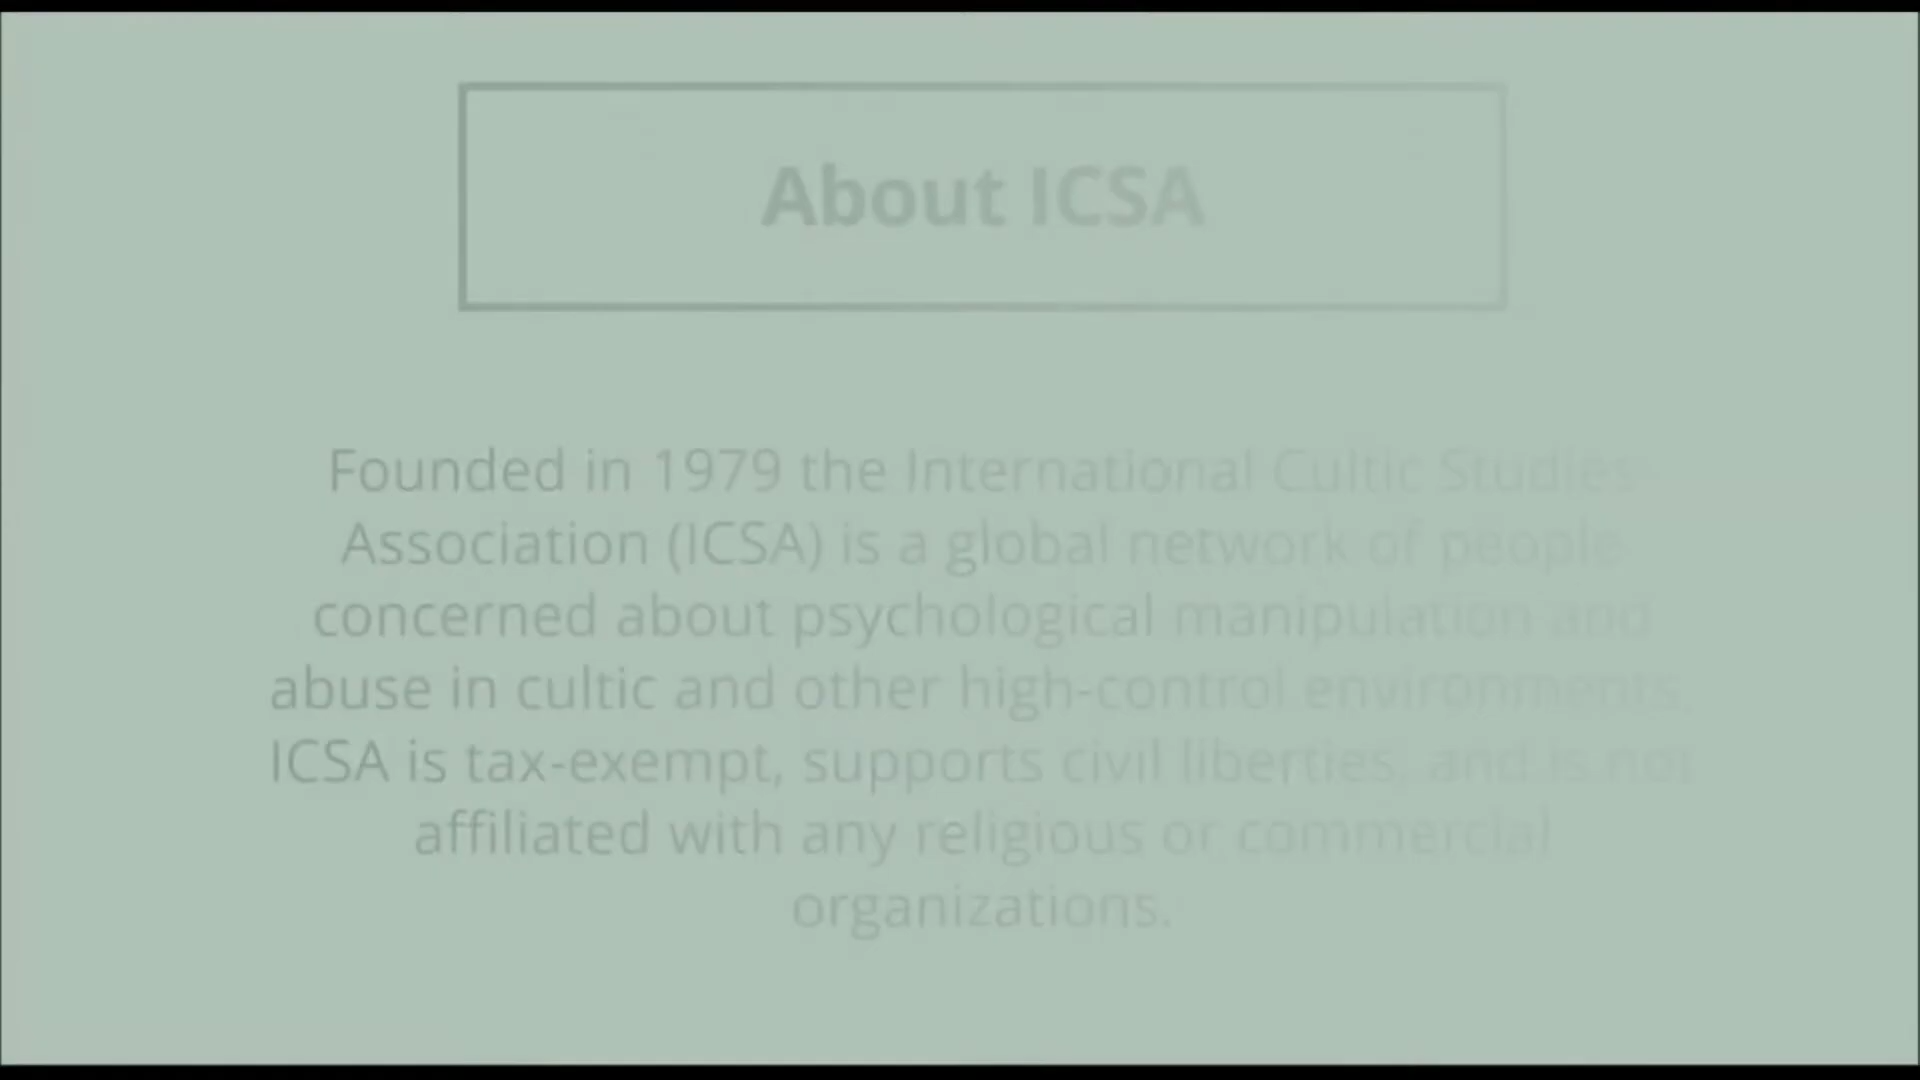 About ICSA
Founded in 1979 the International Cultic Studies
Association (ICSA) is a global network of people
concerned about psychological manipulation and
abuse in cultic and other high-control environments.
ICSA is tax-exempt, supports civil liberties, and is not
affiliated with any religious or commercial
organizations.